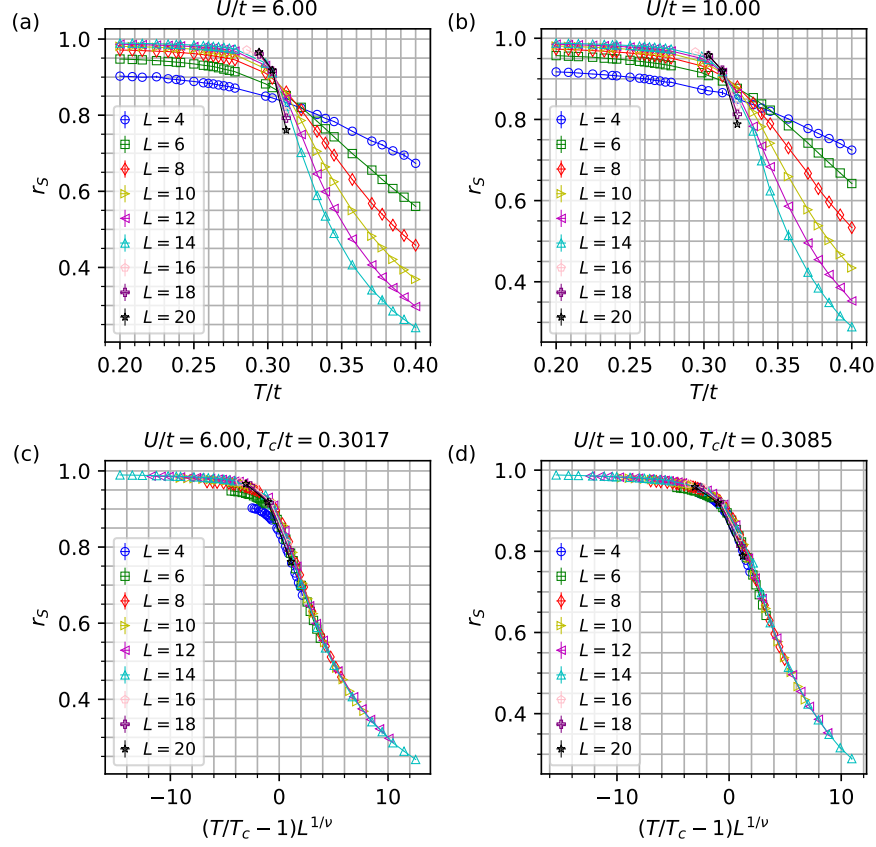 (a)
U/t = 6.00
1.0
0.8
0.6
0.4
r_S
L = 4
L = 6
L = 8
L = 10
L = 12
L = 14
L = 16
L = 18
L = 20
0.20 0.25 0.30 0.35 0.40
T/t
(b)
U/t = 10.00
1.0
0.8
0.6
0.4
L = 4
L = 6
L = 8
L = 10
L = 12
L = 14
L = 16
L = 18
L = 20
0.20 0.25 0.30 0.35 0.40
T/t
(c)
U/t = 6.00, T_c/t = 0.3017
1.0
0.8
0.6
0.4
r_S
L = 4
L = 6
L = 8
L = 10
L = 12
L = 14
L = 16
L = 18
L = 20
−10 0 10
(T/T_c − 1)L^{1/ν}
(d)
U/t = 10.00, T_c/t = 0.3085
1.0
0.8
0.6
0.4
L = 4
L = 6
L = 8
L = 10
L = 12
L = 14
L = 16
L = 18
L = 20
−10 0 10
(T/T_c − 1)L^{1/ν}